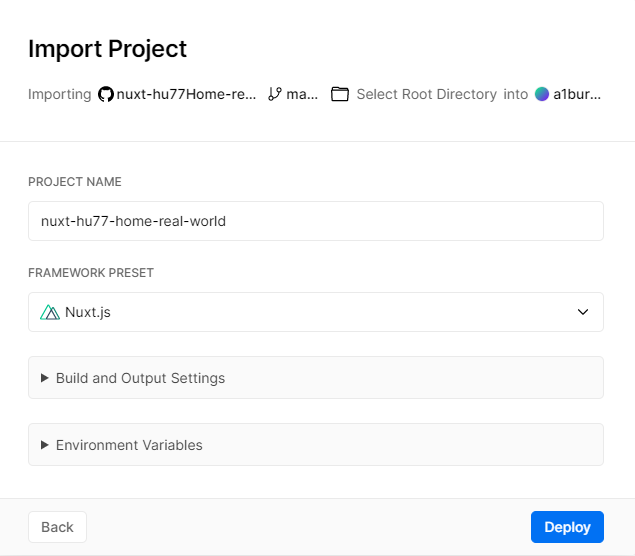 Import Project
Importing nuxt-hu77Home-re... ma... Select Root Directory into a1bur...
PROJECT NAME
nuxt-hu77-home-real-world
FRAMEWORK PRESET
Nuxt.js
Build and Output Settings
Environment Variables
Back Deploy